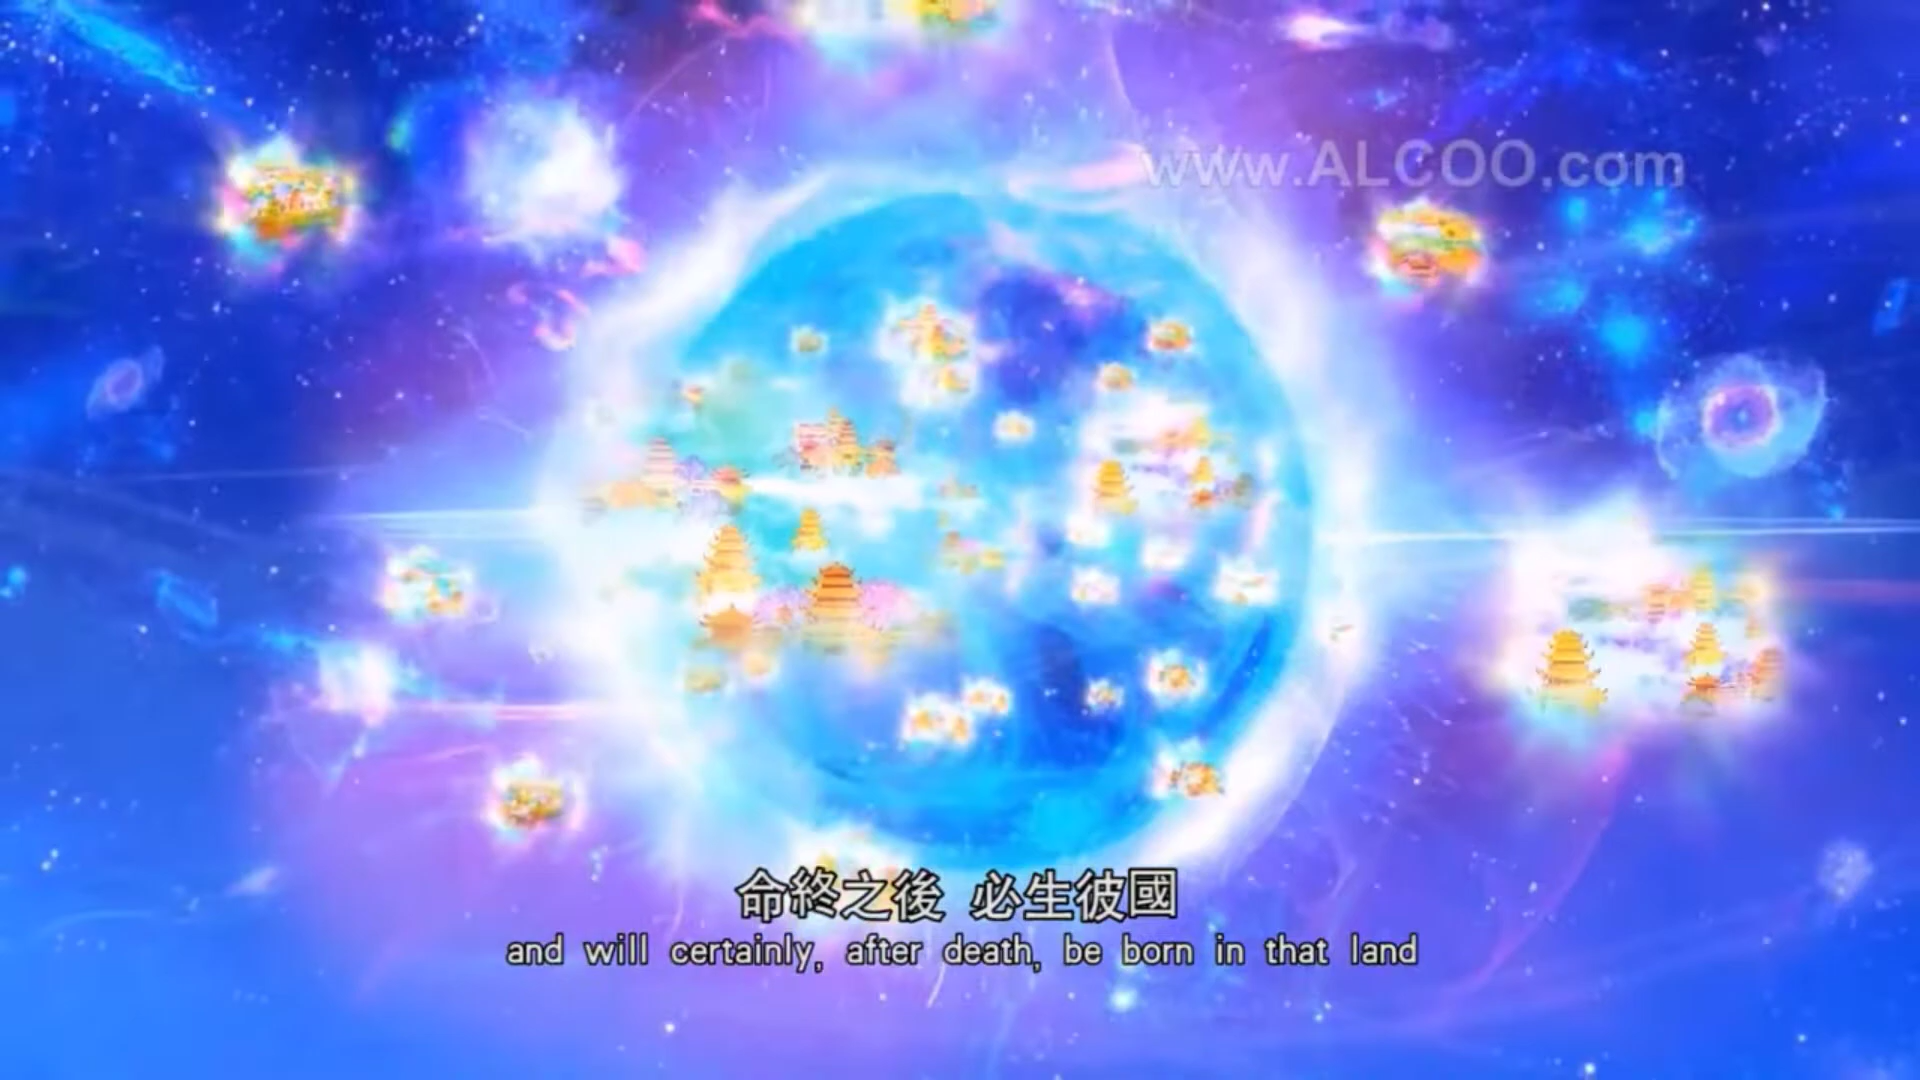 www.ALCOO.com
命終之後 必生彼國
and will certainly, after death, be born in that land